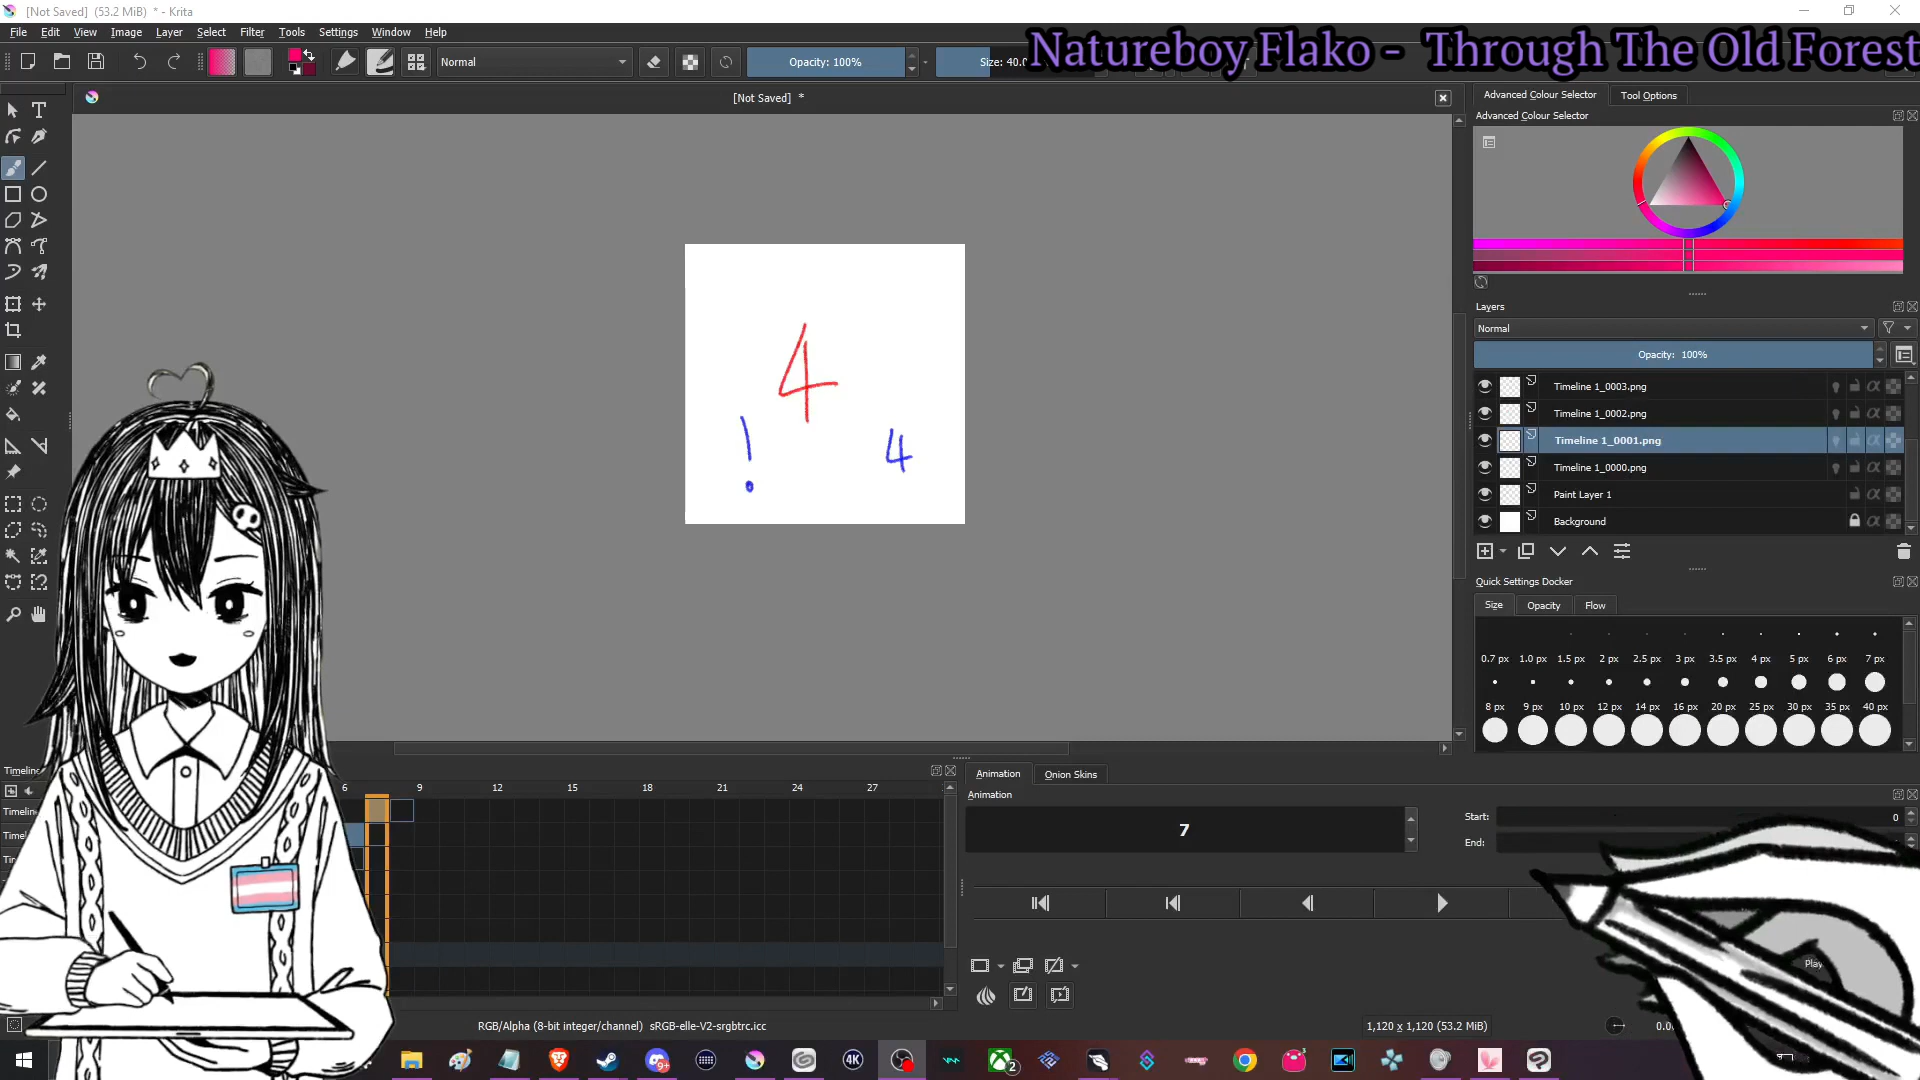 [Not Saved] (53.2 MiB) * - Krita
File Edit View Image Layer Select Filter Tools Settings Window Help
Natureboy Flako - Through The Old Forest
Normal
Opacity: 100%
Size: 40.0
[Not Saved] *
Advanced Colour Selector
Tool Options
Advanced Colour Selector
4
!
4
Layers
Normal
Opacity: 100%
Timeline 1_0003.png
Timeline 1_0002.png
Timeline 1_0001.png
Timeline 1_0000.png
Paint Layer 1
Background
Quick Settings Docker
Size Opacity Flow
0.7 px 1.0 px 1.5 px 2 px 2.5 px 3 px 3.5 px 4 px 5 px 6 px 7 px
8 px 9 px 10 px 12 px 14 px 16 px 20 px 25 px 30 px 35 px 40 px
6 9 12 15 18 21 24 27
Animation Onion Skins
Animation
7
Start: 0
End:
Play
RGB/Alpha (8-bit integer/channel) sRGB-elle-V2-srgbtrc.icc
1,120 x 1,120 (53.2 MiB)
9+
4K
2